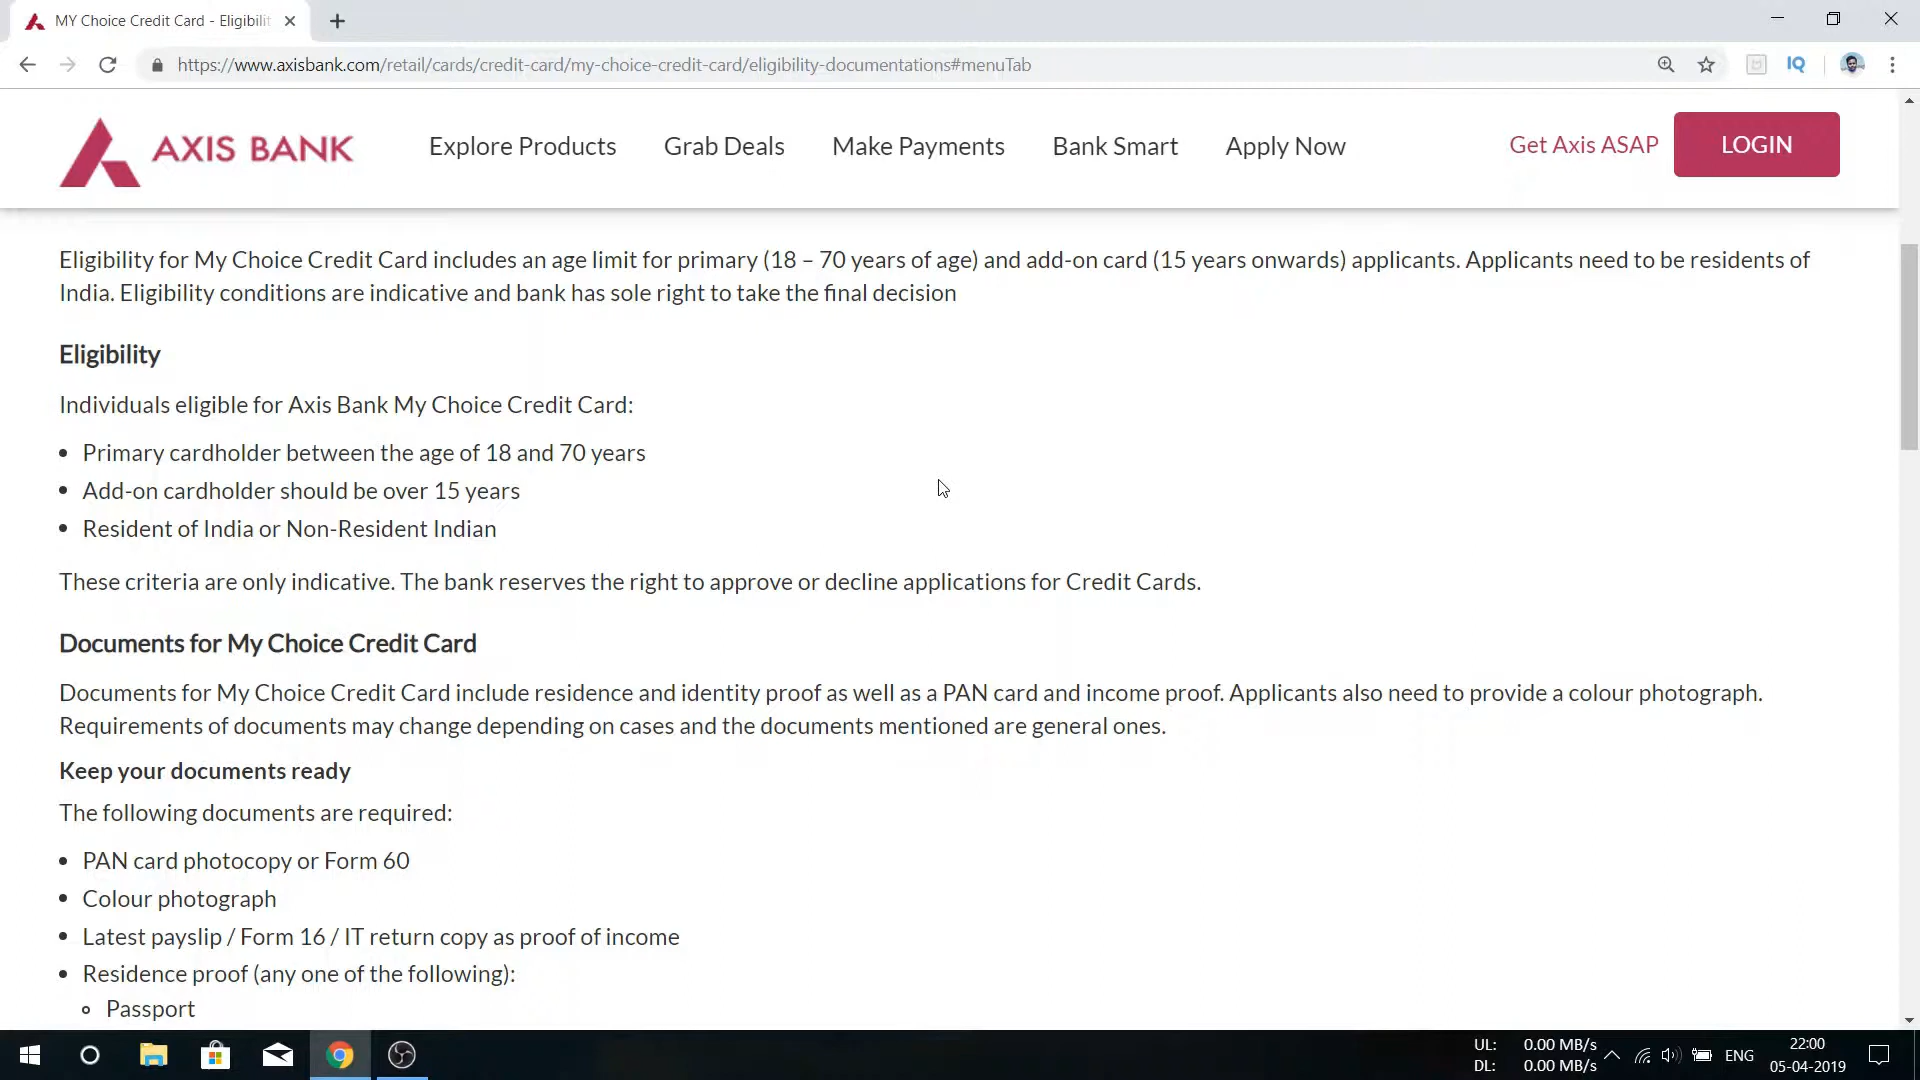 MY Choice Credit Card - Eligibilit
https://www.axisbank.com/retail/cards/credit-card/my-choice-credit-card/eligibility-documentations#menuTab
IQ
AXIS BANK
Explore Products
Grab Deals
Make Payments
Bank Smart
Apply Now
Get Axis ASAP
LOGIN
Eligibility for My Choice Credit Card includes an age limit for primary (18 – 70 years of age) and add-on card (15 years onwards) applicants. Applicants need to be residents of
India. Eligibility conditions are indicative and bank has sole right to take the final decision
Eligibility
Individuals eligible for Axis Bank My Choice Credit Card:
• Primary cardholder between the age of 18 and 70 years
• Add-on cardholder should be over 15 years
• Resident of India or Non-Resident Indian
These criteria are only indicative. The bank reserves the right to approve or decline applications for Credit Cards.
Documents for My Choice Credit Card
Documents for My Choice Credit Card include residence and identity proof as well as a PAN card and income proof. Applicants also need to provide a colour photograph.
Requirements of documents may change depending on cases and the documents mentioned are general ones.
Keep your documents ready
The following documents are required:
• PAN card photocopy or Form 60
• Colour photograph
• Latest payslip / Form 16 / IT return copy as proof of income
• Residence proof (any one of the following):
◦ Passport
UL: 0.00 MB/s
DL: 0.00 MB/s
ENG
22:00
05-04-2019